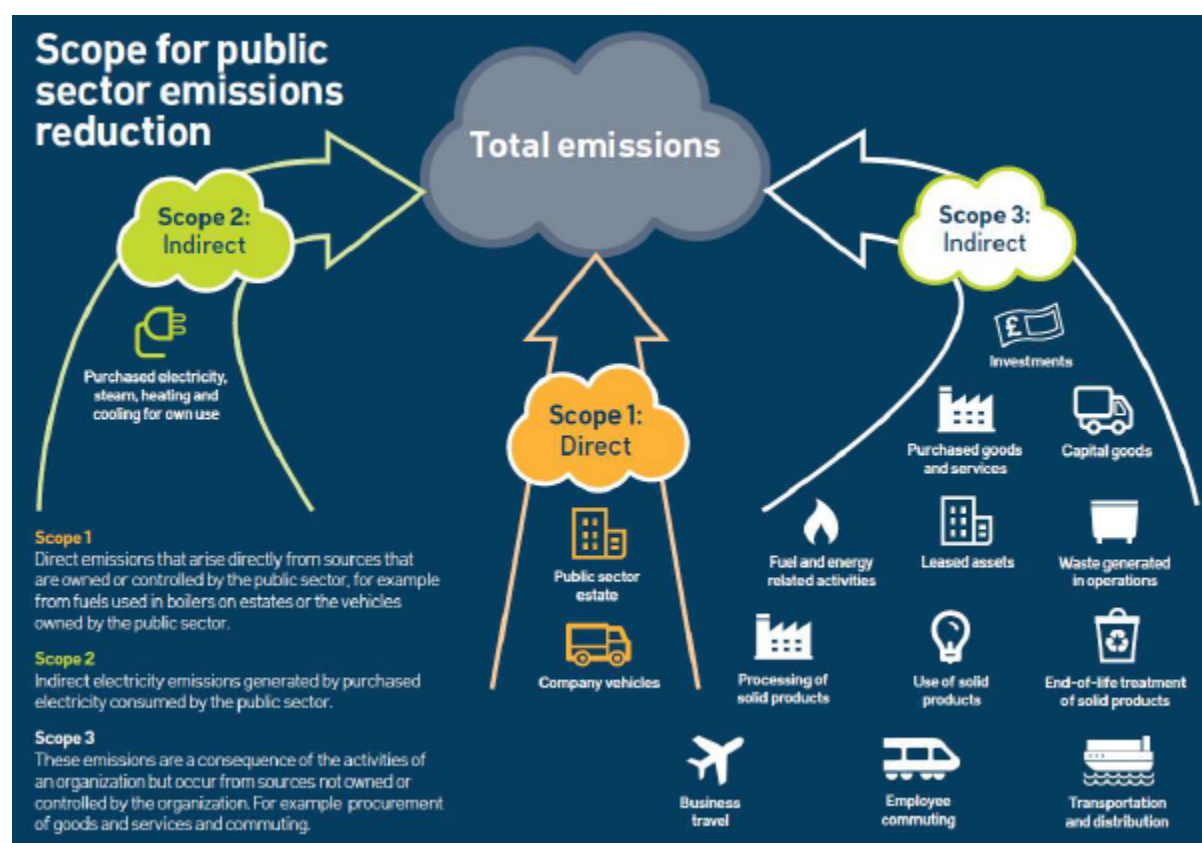 Scope for public
sector emissions
reduction
Total emissions
Scope 2:
Indirect
Purchased electricity,
steam, heating and
cooling for own use
Scope 1:
Direct
Public sector
estate
Company vehicles
Scope 3:
Indirect
£
Investments
Purchased goods
and services
Capital goods
Fuel and energy
related activities
Leased assets
Waste generated
in operations
Processing of
solid products
Use of solid
products
End-of-life treatment
of solid products
Business
travel
Employee
commuting
Transportation
and distribution
Scope 1
Direct emissions that arise directly from sources that
are owned or controlled by the public sector, for example
from fuels used in boilers on estates or the vehicles
owned by the public sector.
Scope 2
Indirect electricity emissions generated by purchased
electricity consumed by the public sector.
Scope 3
These emissions are a consequence of the activities of
an organization but occur from sources not owned or
controlled by the organization. For example procurement
of goods and services and commuting.